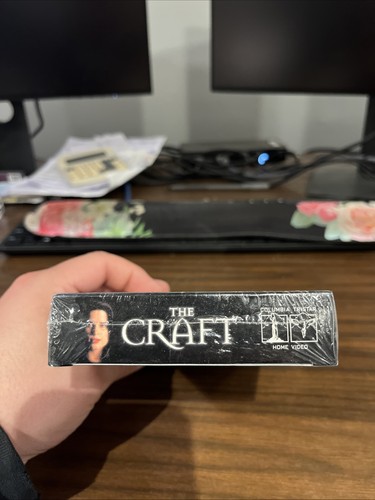 THE
CRAFT
COLUMBIA TRISTAR
HOME VIDEO